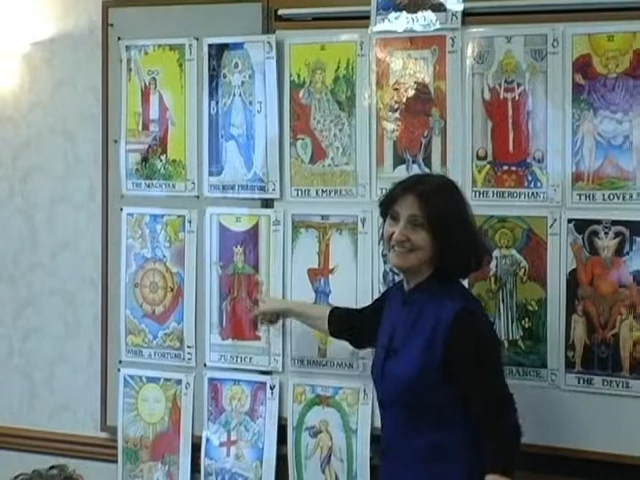 THE MAGICIAN
THE HIGH PRIESTESS
THE EMPRESS
THE HIEROPHANT
THE LOVERS
WHEEL of FORTUNE
JUSTICE
THE HANGED MAN
THE DEVIL